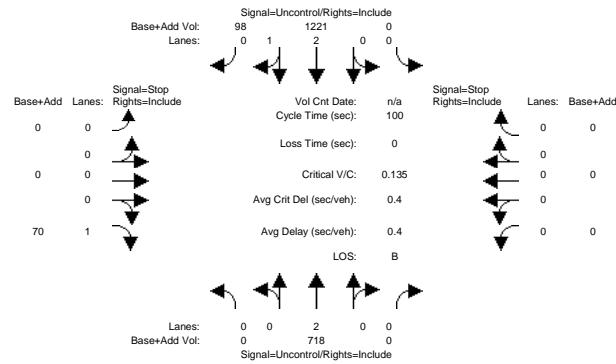 Signal=Uncontrol/Rights=Include
Base+Add Vol: 98 1221 0
Lanes: 0 1 2 0 0
Signal=Stop Signal=Stop
Base+Add Lanes: Rights=Include Vol Cnt Date: n/a Rights=Include Lanes: Base+Add
Cycle Time (sec): 100
0 0 0 0
Loss Time (sec): 0
0 0
0 0 Critical V/C: 0.135 0 0
0 Avg Crit Del (sec/veh): 0.4 0
70 1 Avg Delay (sec/veh): 0.4 0 0
LOS: B
Lanes: 0 0 2 0 0
Base+Add Vol: 0 718 0
Signal=Uncontrol/Rights=Include